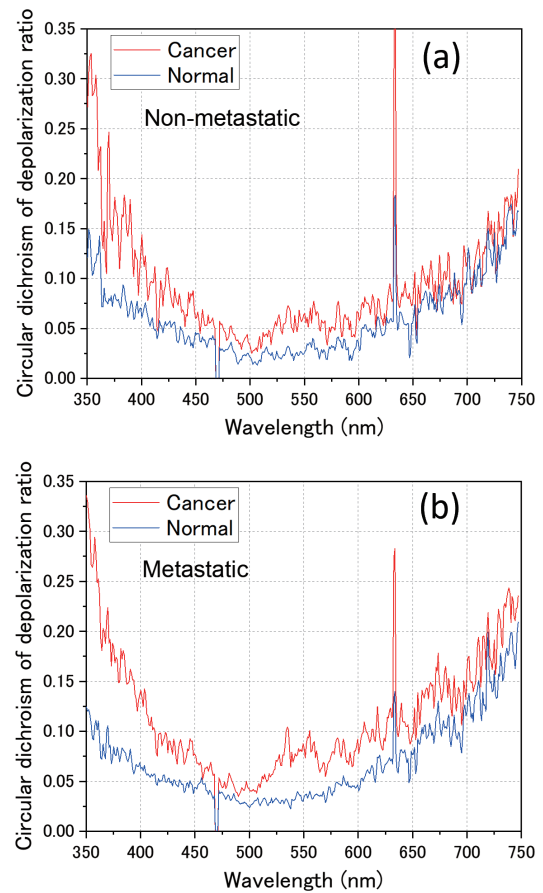 (a)
Cancer
Normal
Non-metastatic
Circular dichroism of depolarization ratio
0.35
0.30
0.25
0.20
0.15
0.10
0.05
0.00
350 400 450 500 550 600 650 700 750
Wavelength (nm)
(b)
Cancer
Normal
Metastatic
Circular dichroism of depolarization ratio
0.35
0.30
0.25
0.20
0.15
0.10
0.05
0.00
350 400 450 500 550 600 650 700 750
Wavelength (nm)